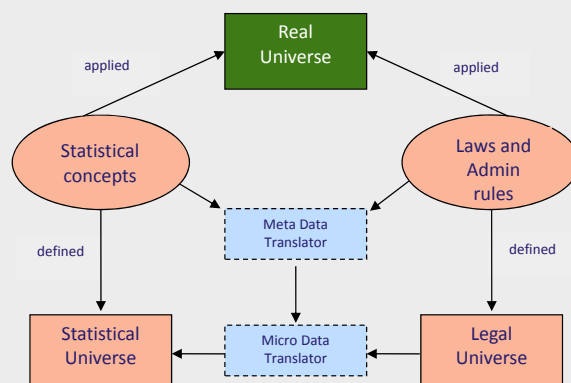 Real
Universe
applied
applied
Statistical
concepts
Laws and
Admin
rules
Meta Data
Translator
defined
defined
Statistical
Universe
Micro Data
Translator
Legal
Universe